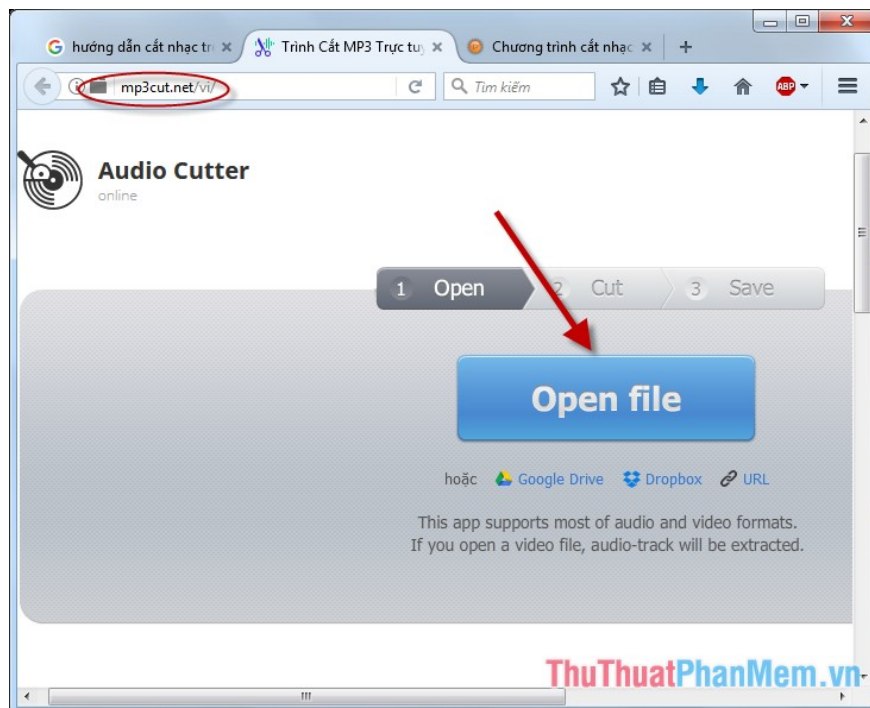 hướng dẫn cắt nhạc tr
Trình Cắt MP3 Trực tuy
Chương trình cắt nhạc
mp3cut.net/vi/
Tìm kiếm
ABP
Audio Cutter
online
1 Open
2 Cut
3 Save
Open file
hoặc Google Drive Dropbox URL
This app supports most of audio and video formats.
If you open a video file, audio-track will be extracted.
ThuThuatPhanMem.vn